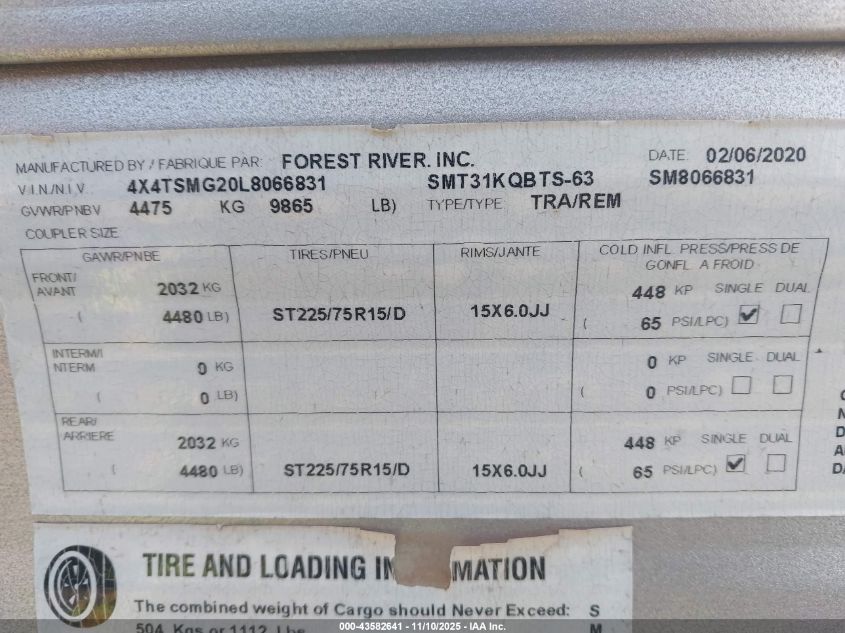 MANUFACTURED BY / FABRIQUE PAR: FOREST RIVER. INC. DATE: 02/06/2020
V.I.N/N.I.V. 4X4TSMG20L8066831 SMT31KQBTS-63 SM8066831
GVWR/PNBV 4475 KG 9865 LB) TYPE/TYPE TRA/REM
COUPLER SIZE
GAWR/PNBE TIRES/PNEU RIMS/JANTE COLD INFL. PRESS/PRESS DE
GONFL. A FROID
FRONT/
AVANT 2032 KG 448 KP SINGLE DUAL
( 4480 LB) ST225/75R15/D 15X6.0JJ ( 65 PSI/LPC)
INTERM/I
NTERM 0 KG 0 KP SINGLE DUAL
( 0 LB) ( 0 PSI/LPC)
REAR/
ARRIERE 2032 KG 448 KP SINGLE DUAL
( 4480 LB) ST225/75R15/D 15X6.0JJ ( 65 PSI/LPC)
TIRE AND LOADING IN MATION
The combined weight of Cargo should Never Exceed: S
504 Kgs or 1112 Lbs M
000-43582641 - 11/10/2025 - IAA Inc.